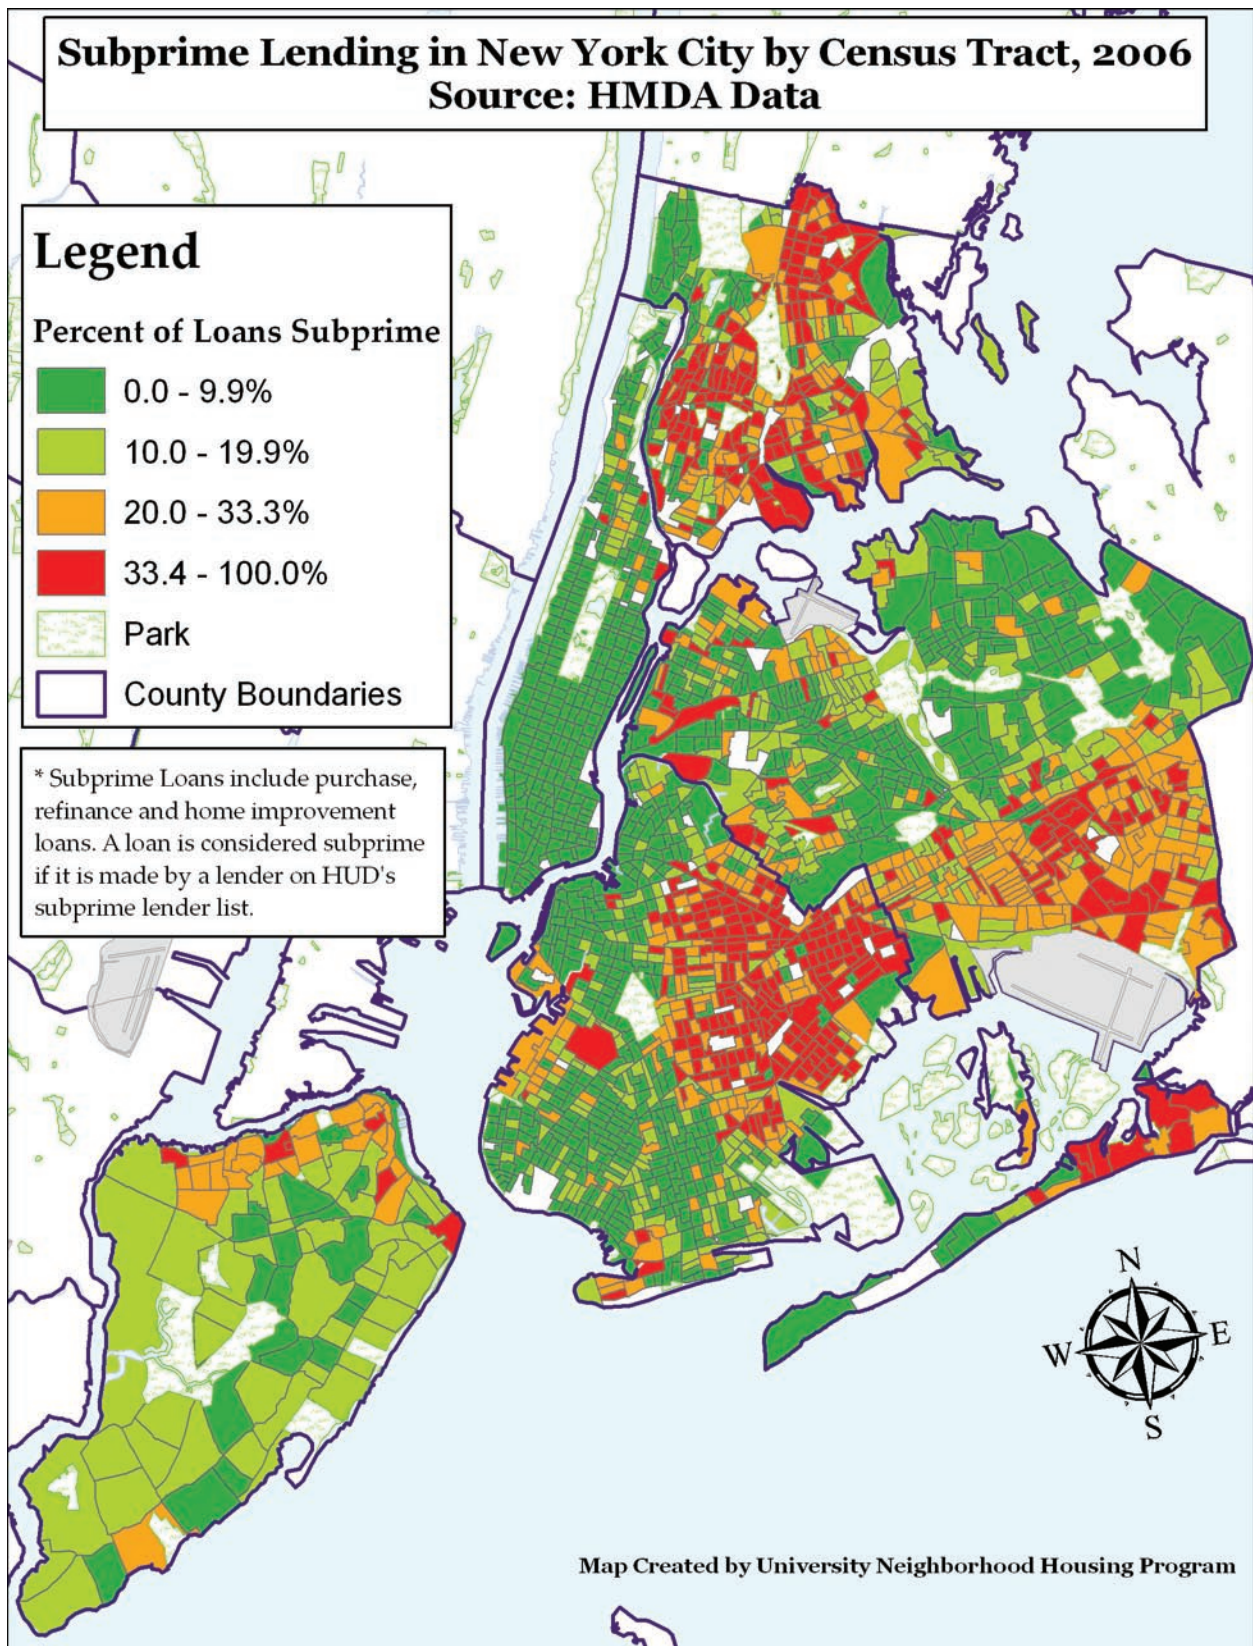 Subprime Lending in New York City by Census Tract, 2006
Source: HMDA Data
Legend
Percent of Loans Subprime
0.0 - 9.9%
10.0 - 19.9%
20.0 - 33.3%
33.4 - 100.0%
Park
County Boundaries
* Subprime Loans include purchase,
refinance and home improvement
loans. A loan is considered subprime
if it is made by a lender on HUD's
subprime lender list.
N
W
E
S
Map Created by University Neighborhood Housing Program